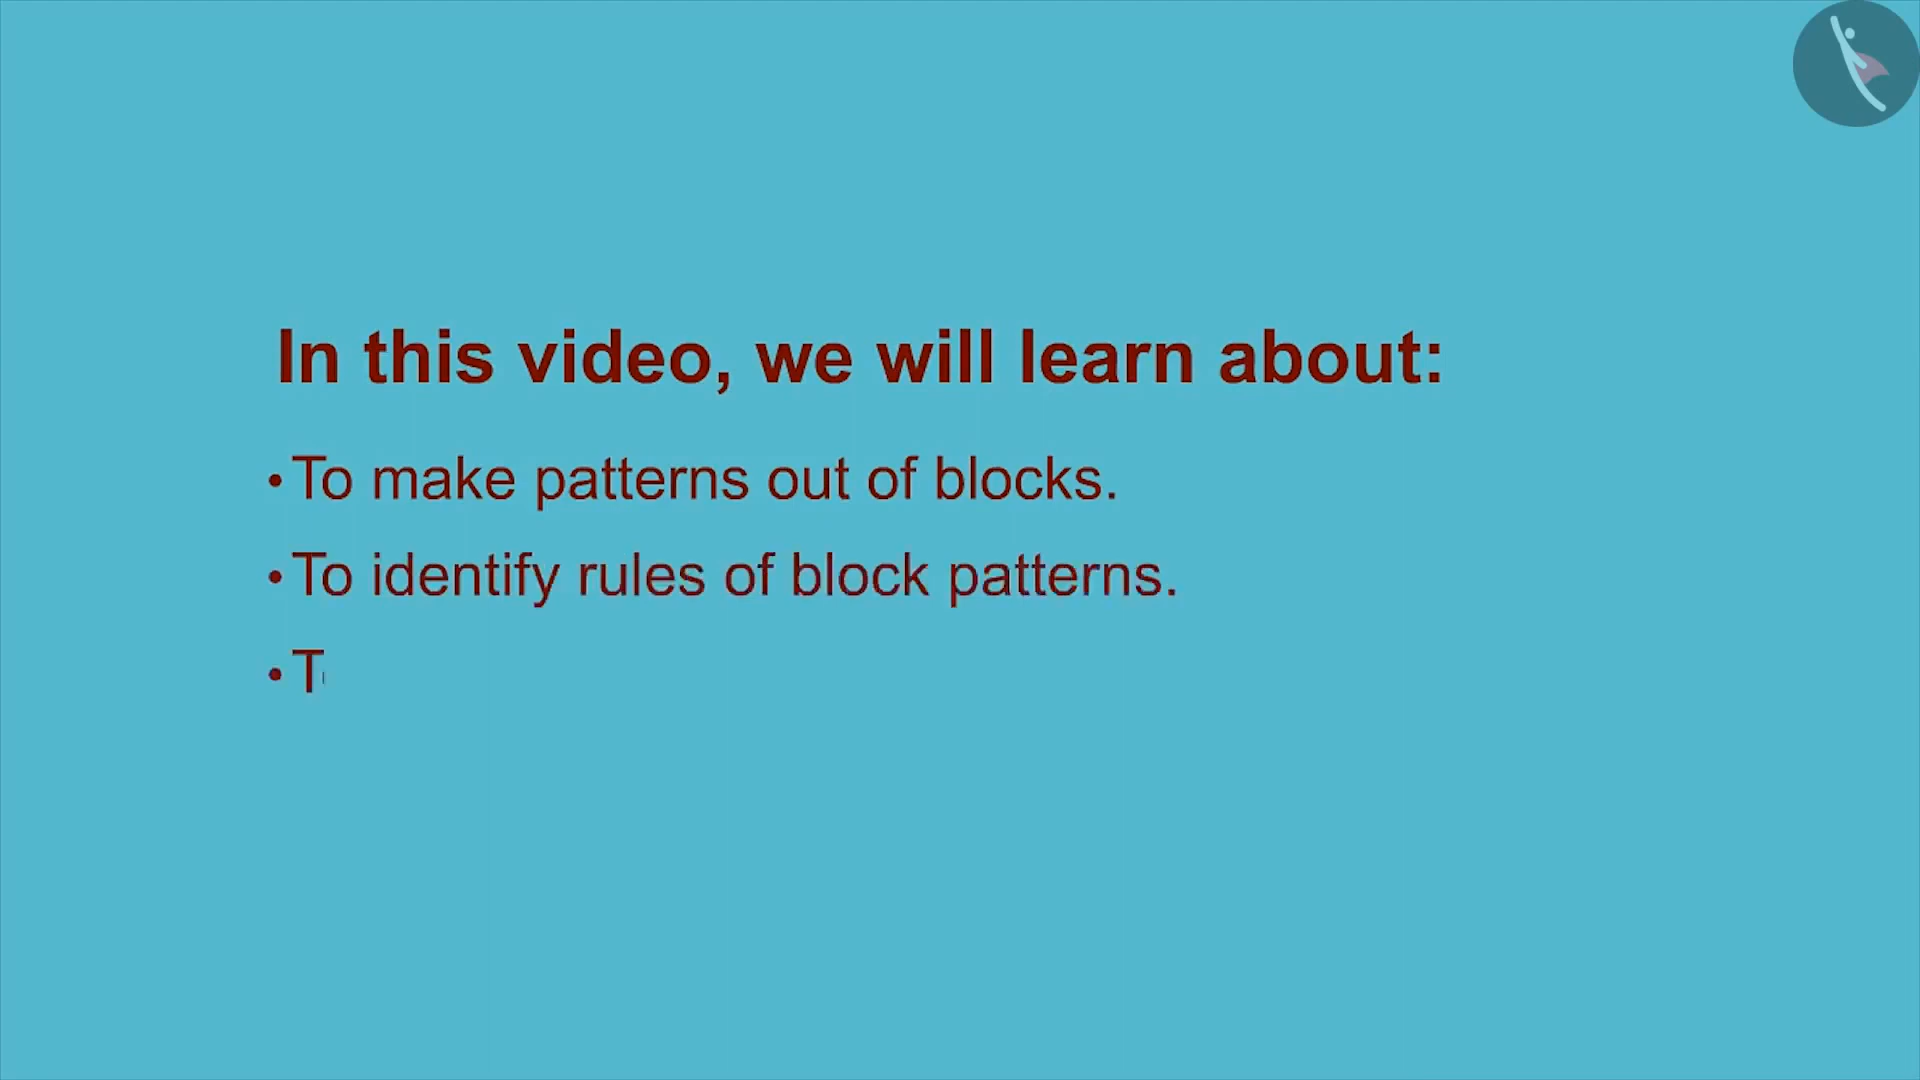 In this video, we will learn about:
• To make patterns out of blocks.
• To identify rules of block patterns.
• T